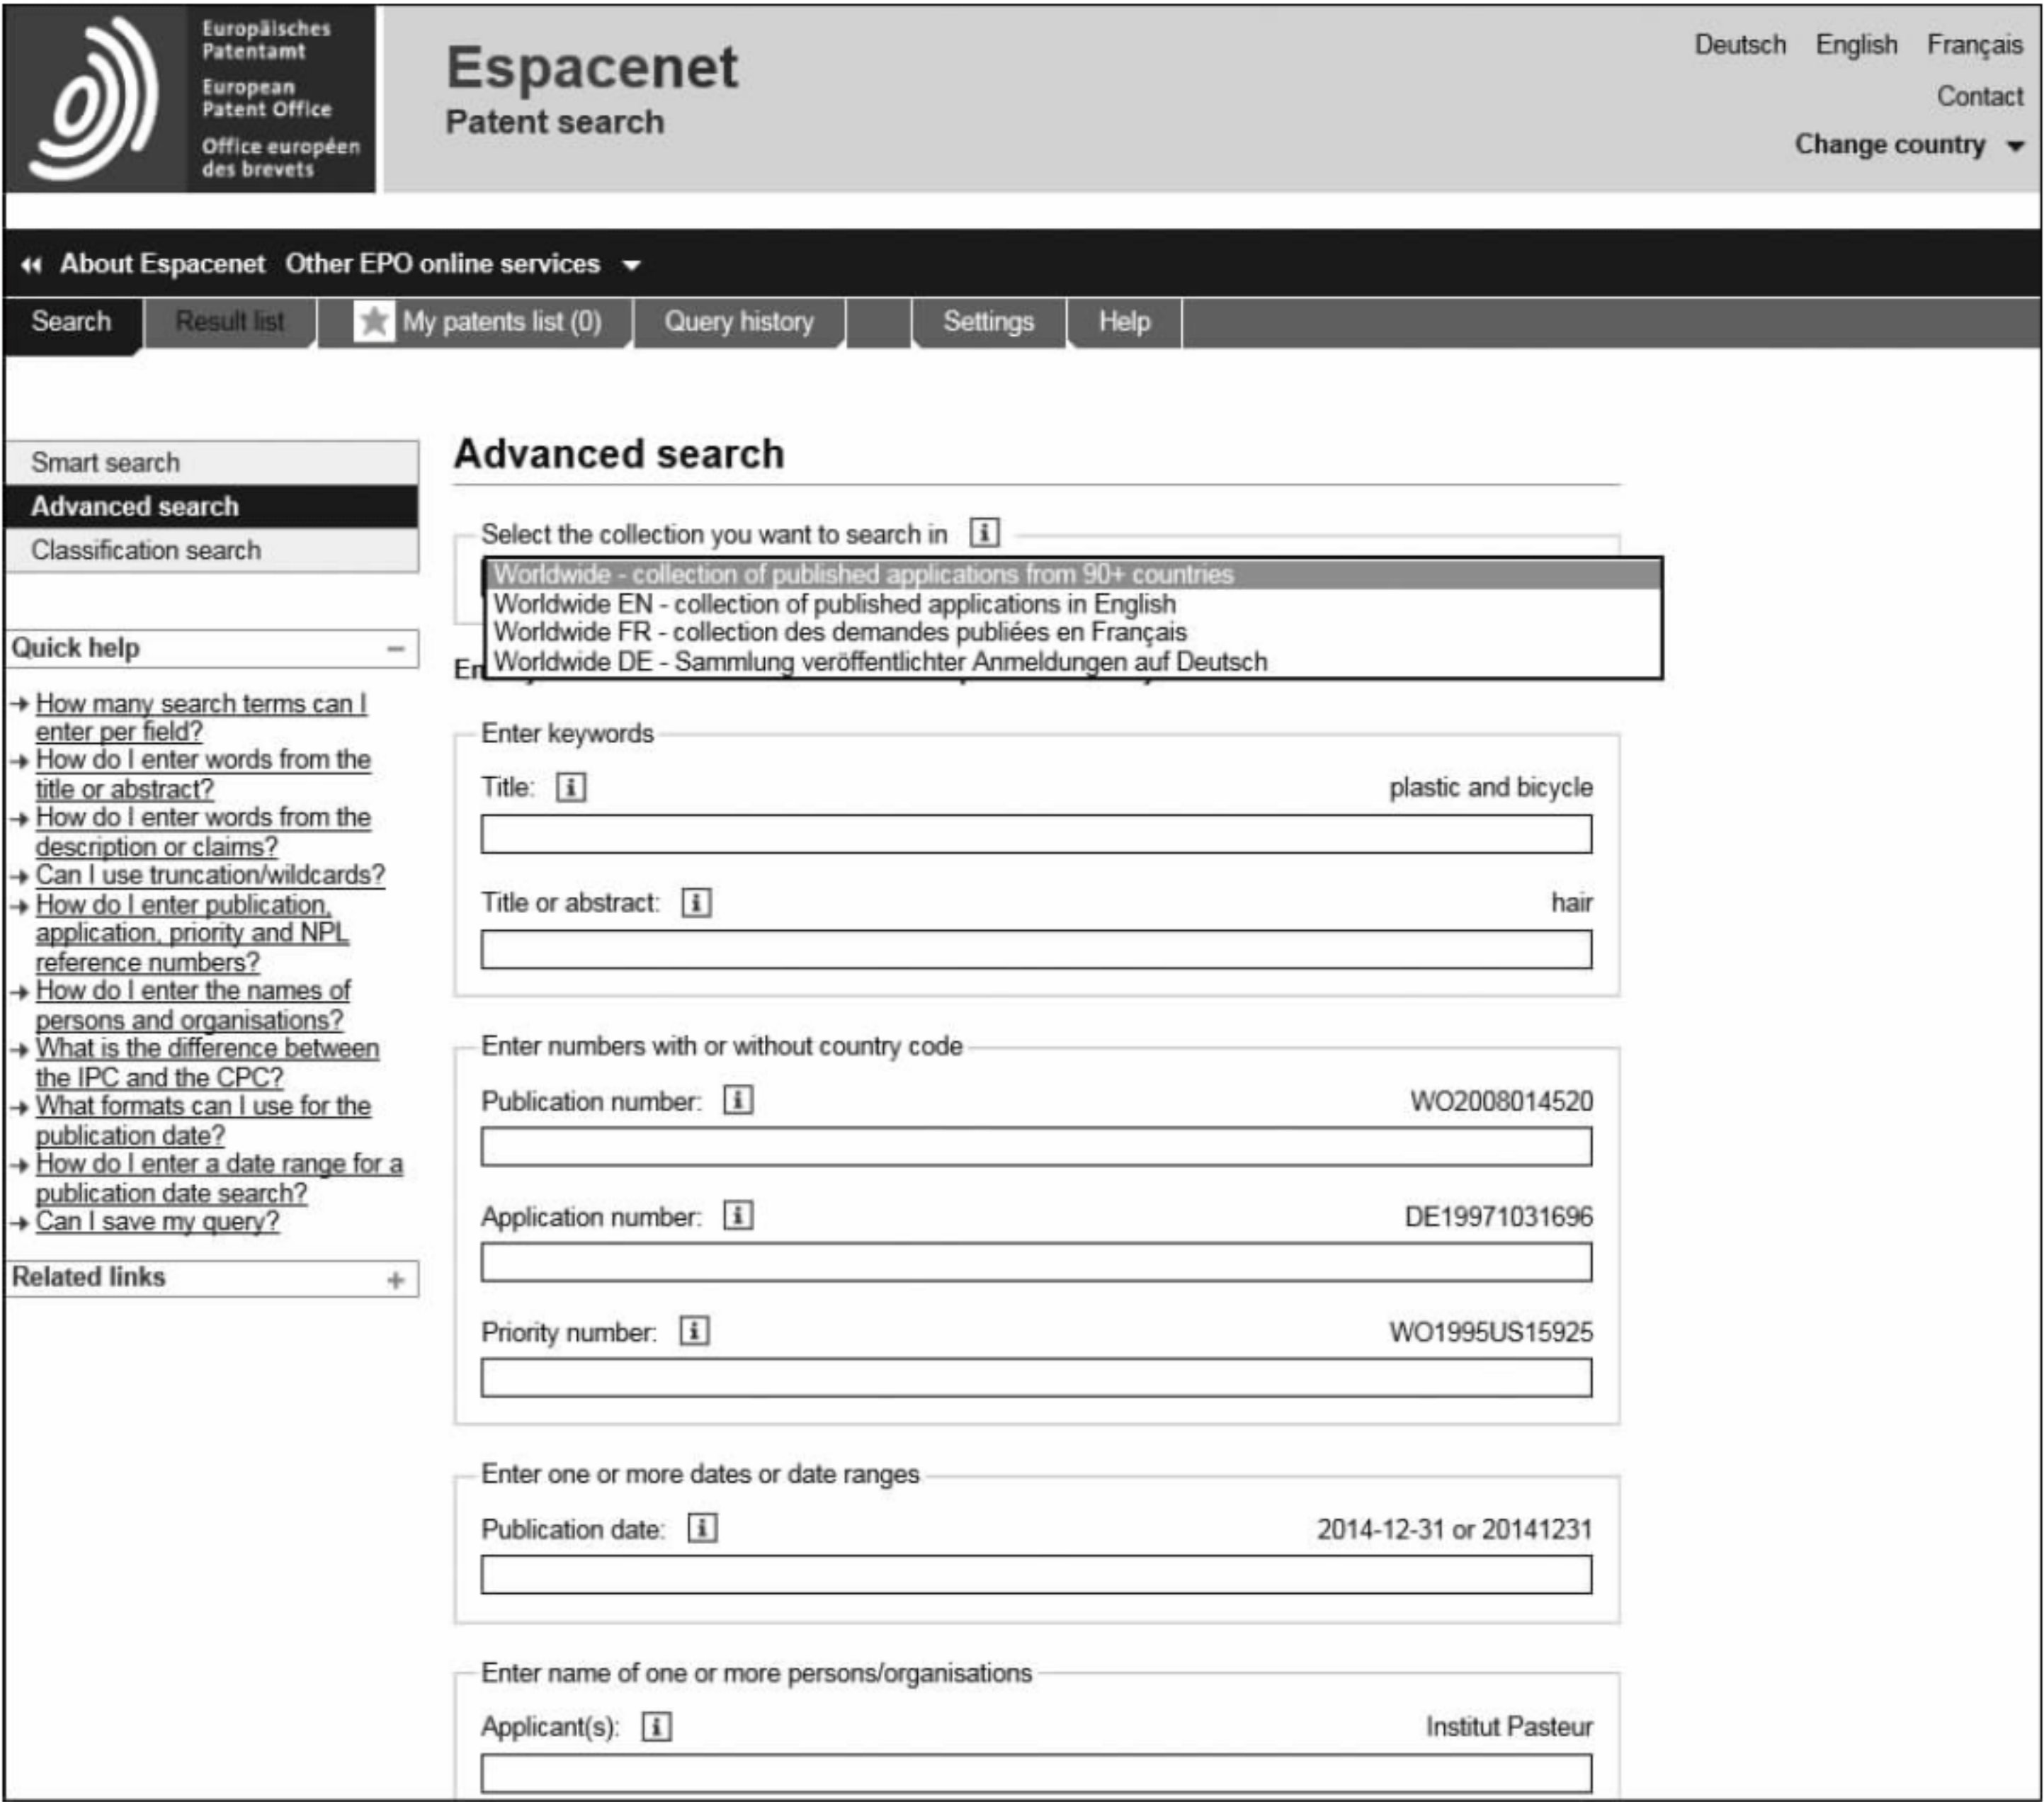 Europäisches
Patentamt
European
Patent Office
Office européen
des brevets
Espacenet
Patent search
Deutsch English Français
Contact
Change country
About Espacenet Other EPO online services
Search Result list My patents list (0) Query history Settings Help
Smart search
Advanced search
Classification search
Quick help −
How many search terms can I
enter per field?
How do I enter words from the
title or abstract?
How do I enter words from the
description or claims?
Can I use truncation/wildcards?
How do I enter publication,
application, priority and NPL
reference numbers?
How do I enter the names of
persons and organisations?
What is the difference between
the IPC and the CPC?
What formats can I use for the
publication date?
How do I enter a date range for a
publication date search?
Can I save my query?
Related links +
Advanced search
Select the collection you want to search in i
Worldwide - collection of published applications from 90+ countries
Worldwide EN - collection of published applications in English
Worldwide FR - collection des demandes publiées en Français
Worldwide DE - Sammlung veröffentlichter Anmeldungen auf Deutsch
Enter keywords
Title: i plastic and bicycle
Title or abstract: i hair
Enter numbers with or without country code
Publication number: i WO2008014520
Application number: i DE19971031696
Priority number: i WO1995US15925
Enter one or more dates or date ranges
Publication date: i 2014-12-31 or 20141231
Enter name of one or more persons/organisations
Applicant(s): i Institut Pasteur